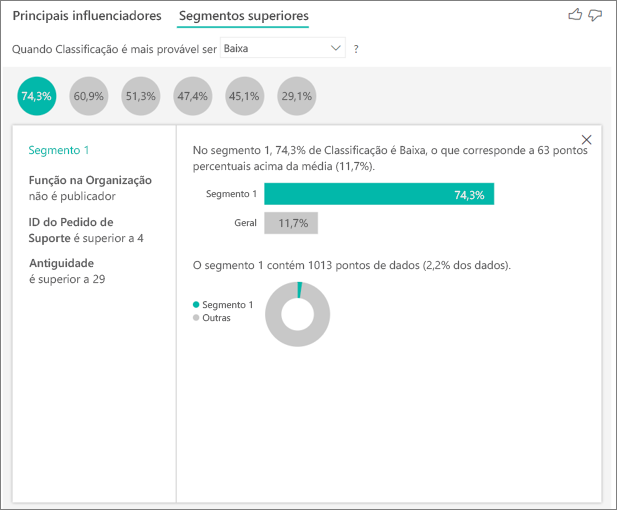 Principais influenciadores Segmentos superiores
Quando Classificação é mais provável ser Baixa ?
74,3% 60,9% 51,3% 47,4% 45,1% 29,1%
Segmento 1
Função na Organização
não é publicador
ID do Pedido de
Suporte é superior a 4
Antiguidade
é superior a 29
No segmento 1, 74,3% de Classificação é Baixa, o que corresponde a 63 pontos
percentuais acima da média (11,7%).
Segmento 1 74,3%
Geral 11,7%
O segmento 1 contém 1013 pontos de dados (2,2% dos dados).
Segmento 1
Outras